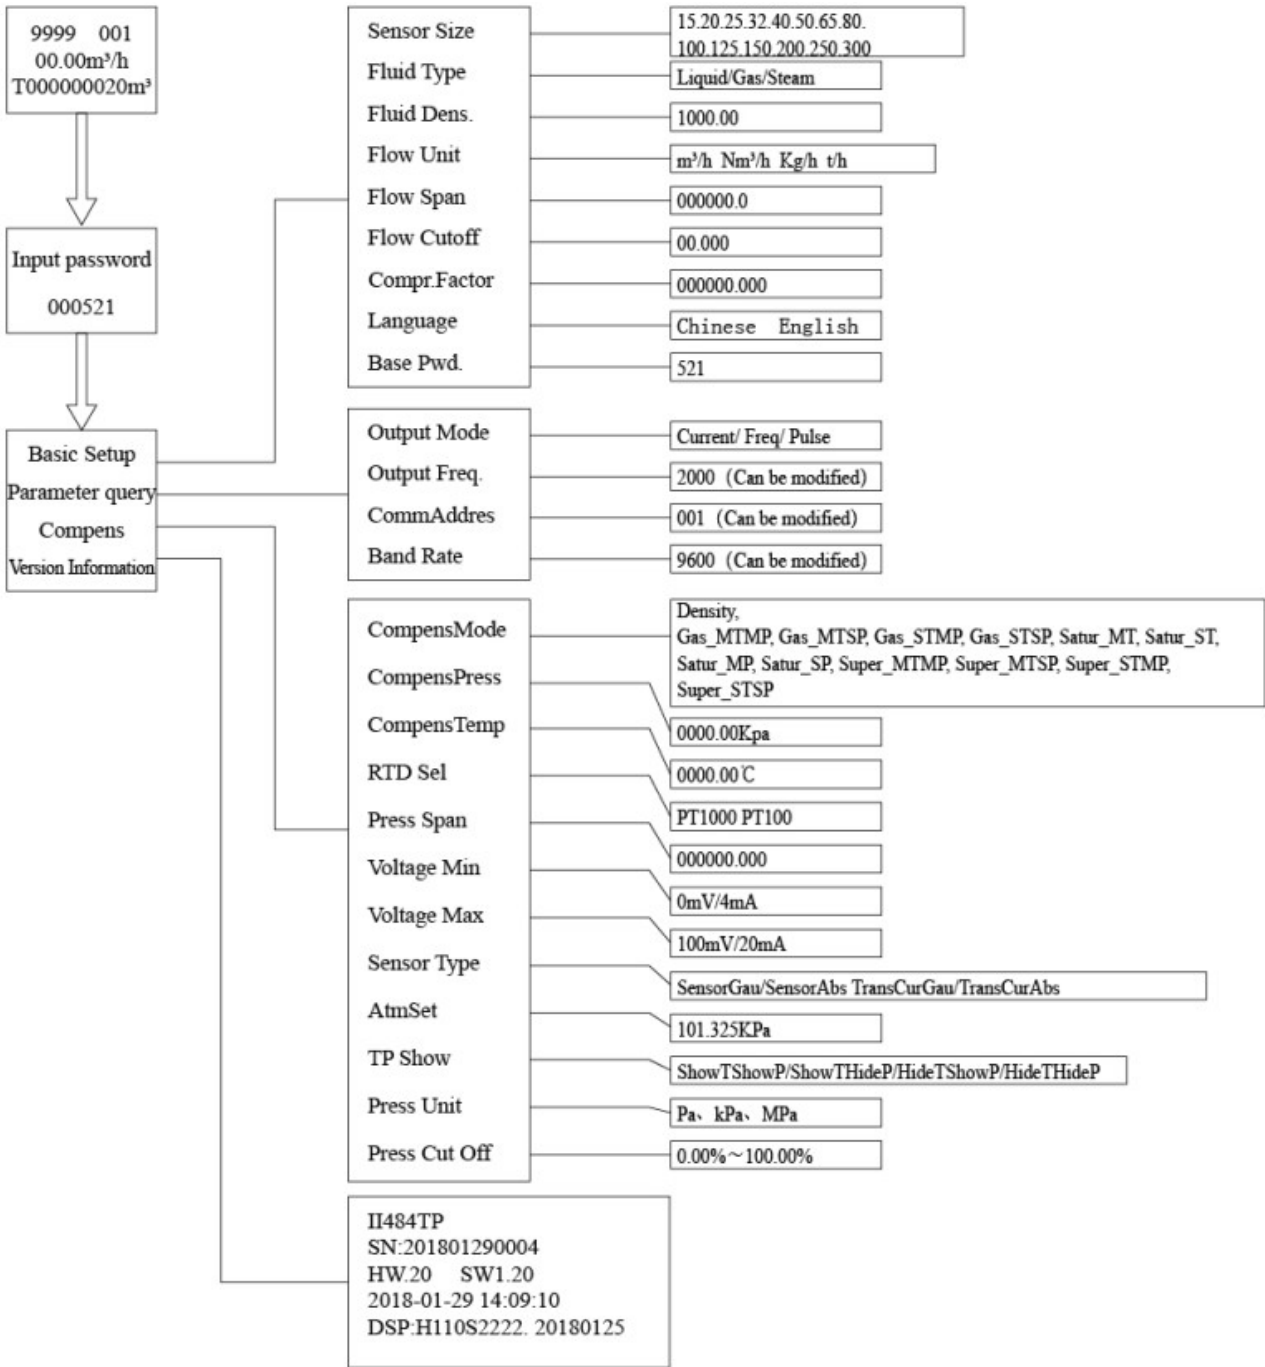 9999 001
00.00m³/h
T000000020m³
Input password
000521
Basic Setup
Parameter query
Compens
Version Information
Sensor Size
15.20.25.32.40.50.65.80.
100.125.150.200.250.300
Fluid Type
Liquid/Gas/Steam
Fluid Dens.
1000.00
Flow Unit
m³/h Nm³/h Kg/h t/h
Flow Span
000000.0
Flow Cutoff
00.000
Compr.Factor
000000.000
Language
Chinese English
Base Pwd.
521
Output Mode
Current/ Freq/ Pulse
Output Freq.
2000（Can be modified）
CommAddres
001（Can be modified）
Band Rate
9600（Can be modified）
CompensMode
Density,
Gas_MTMP, Gas_MTSP, Gas_STMP, Gas_STSP, Satur_MT, Satur_ST,
Satur_MP, Satur_SP, Super_MTMP, Super_MTSP, Super_STMP,
Super_STSP
CompensPress
0000.00Kpa
CompensTemp
0000.00℃
RTD Sel
PT1000 PT100
Press Span
000000.000
Voltage Min
0mV/4mA
Voltage Max
100mV/20mA
Sensor Type
SensorGau/SensorAbs TransCurGau/TransCurAbs
AtmSet
101.325KPa
TP Show
ShowTShowP/ShowTHideP/HideTShowP/HideTHideP
Press Unit
Pa、kPa、MPa
Press Cut Off
0.00%～100.00%
II484TP
SN:201801290004
HW.20 SW1.20
2018-01-29 14:09:10
DSP:H110S2222. 20180125